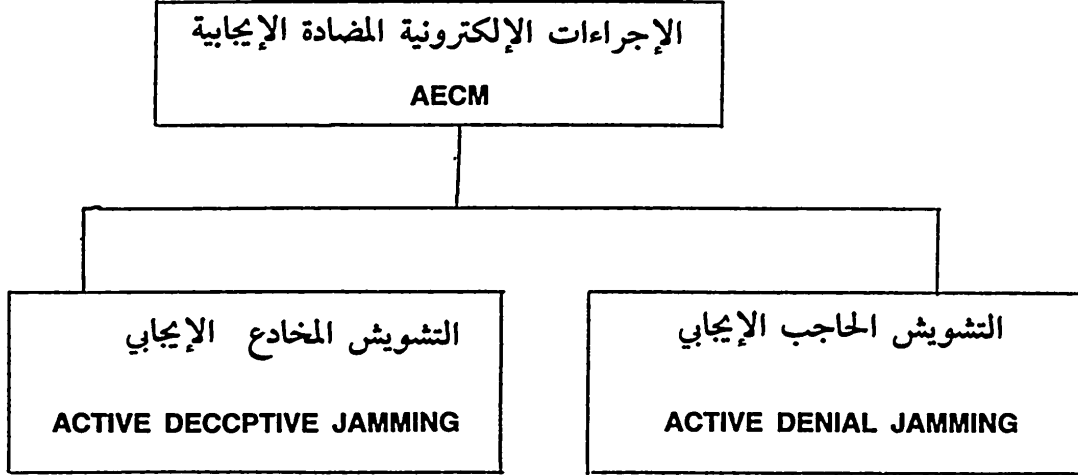 الإجراءات الإلكترونية المضادة الإيجابية
AECM
التشويش الحاجب الإيجابي
ACTIVE DENIAL JAMMING
التشويش المخادع الإيجابي
ACTIVE DECCPTIVE JAMMING